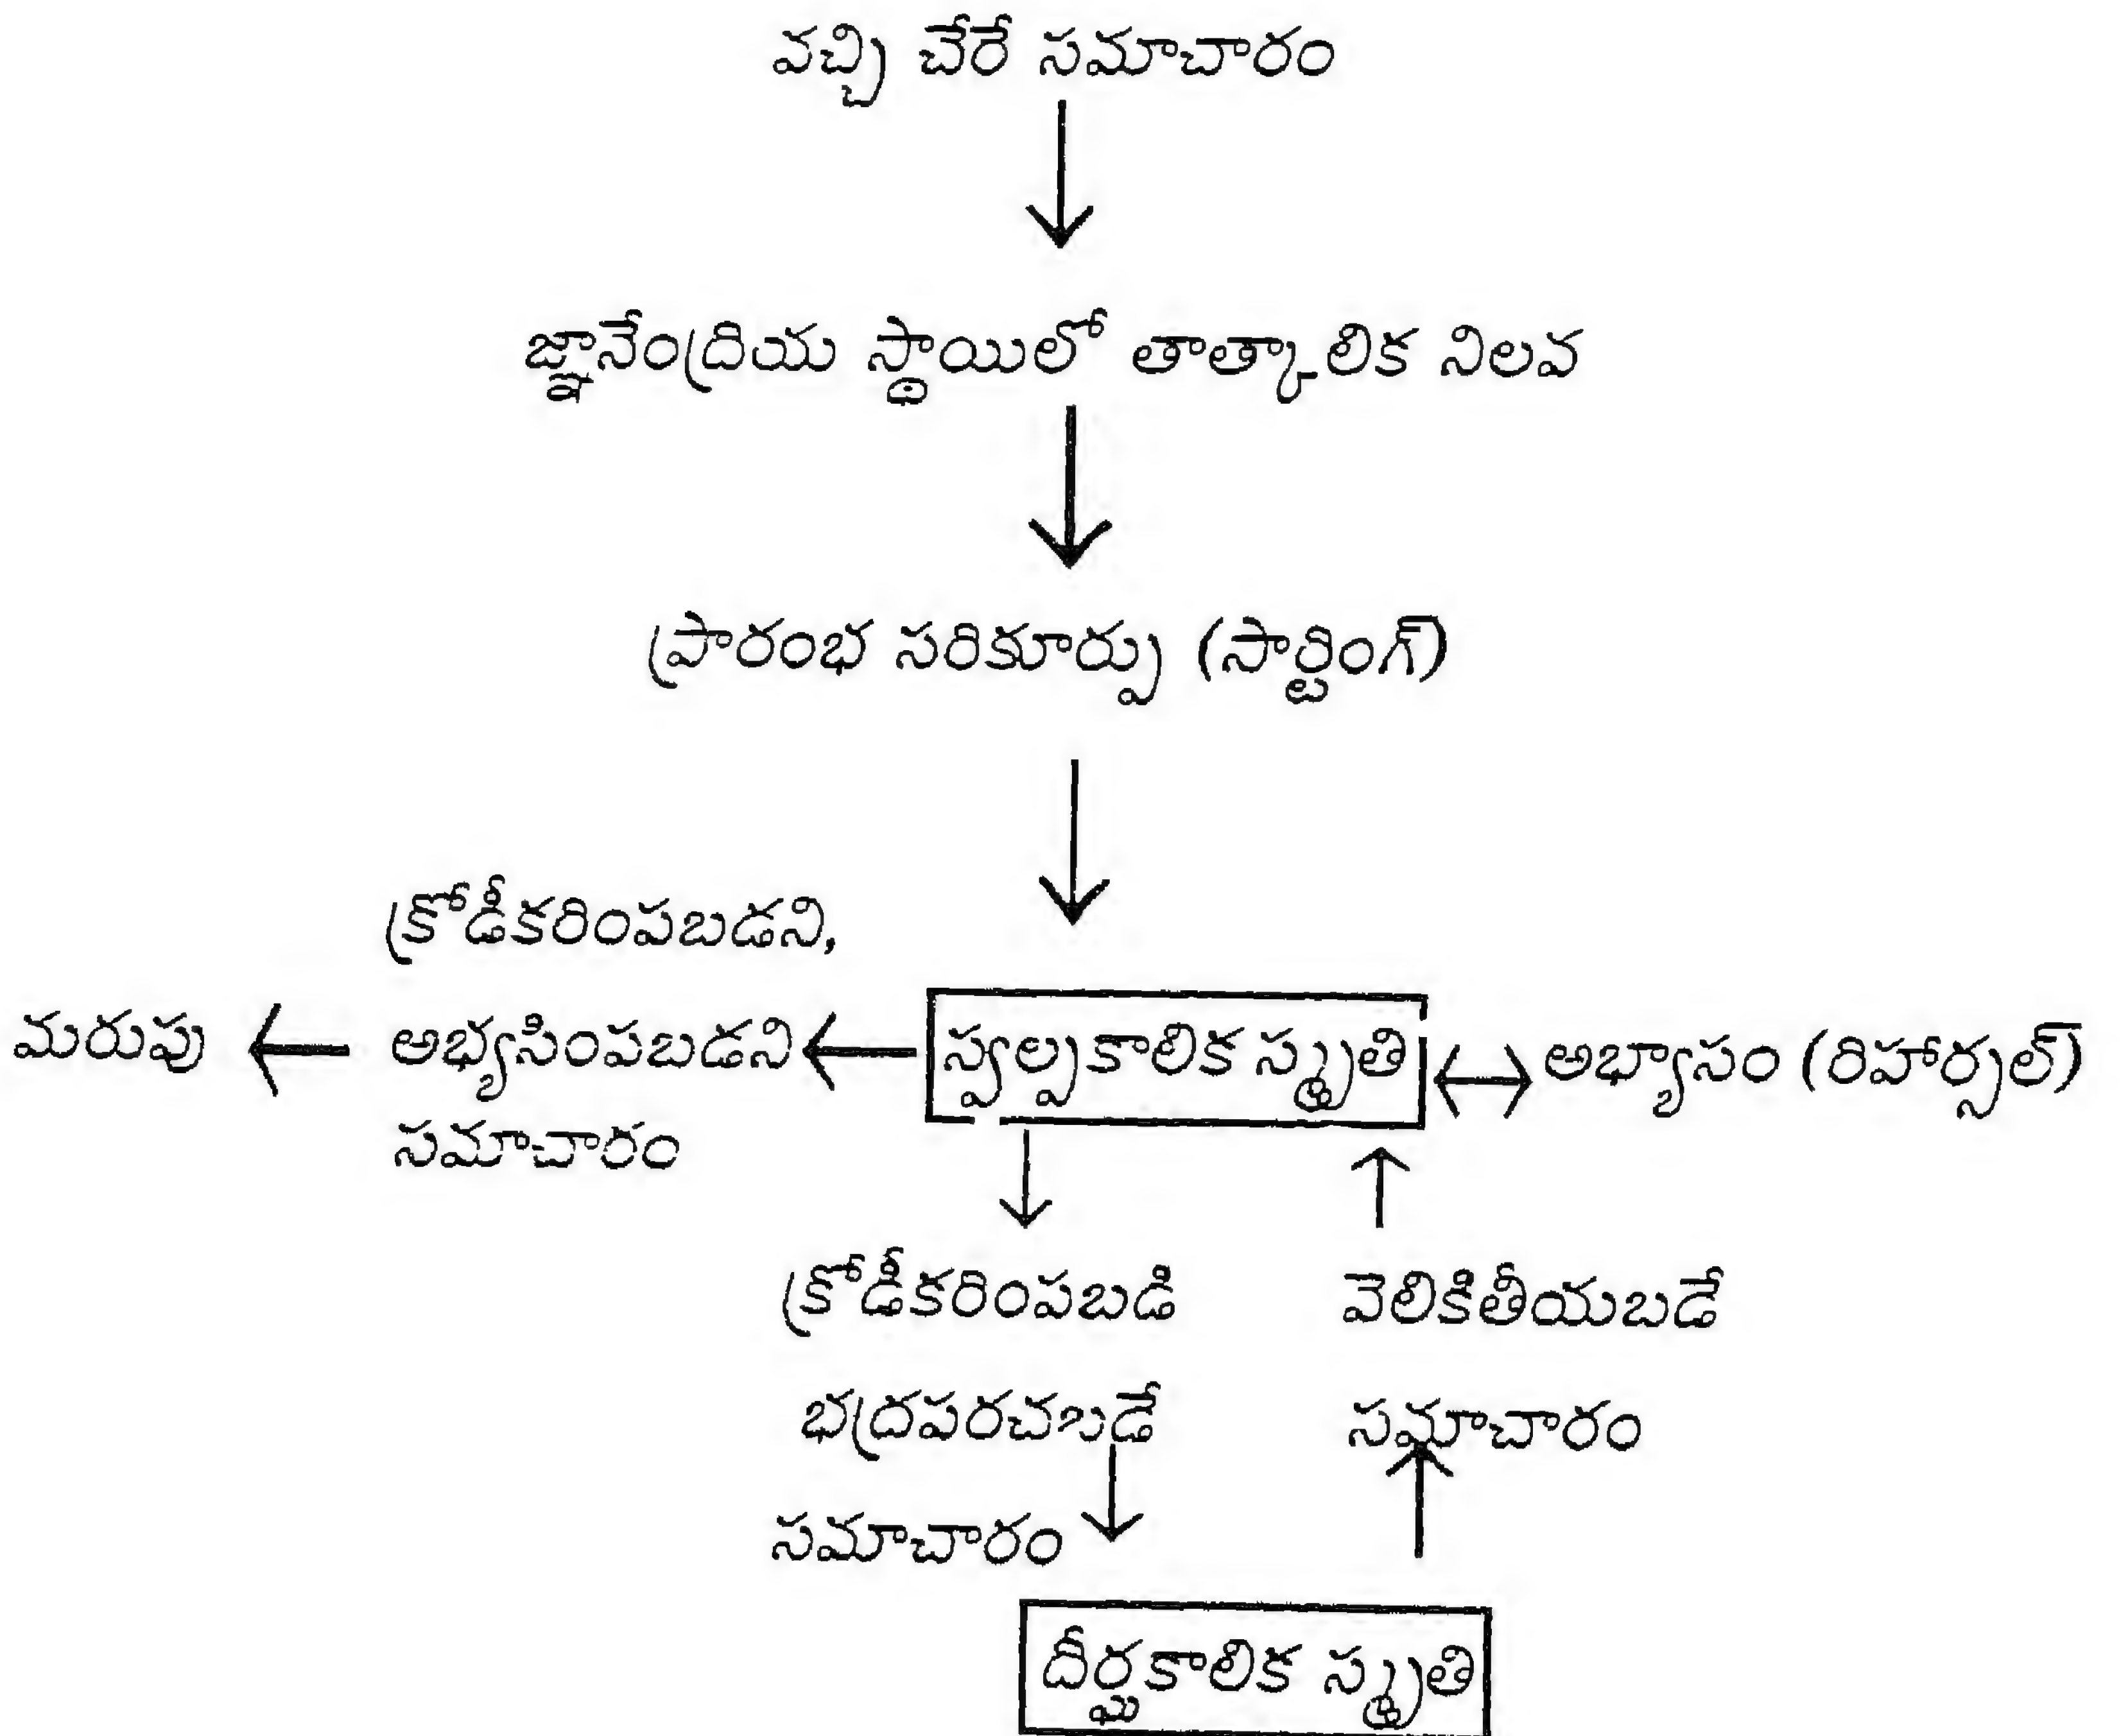 వచ్చి చేరే సమాచారం
జ్ఞానేంద్రియ స్థాయిలో తాత్కాలిక నిలవ
ప్రారంభ సరికూర్పు (సార్టింగ్)
క్రోడీకరింపబడని,
మరుపు అభ్యసింపబడని స్వల్పకాలిక స్మృతి అభ్యాసం (రిహార్సల్)
సమాచారం
క్రోడీకరింపబడి వెలికితీయబడే
భద్రపరచబడే సమాచారం
సమాచారం
దీర్ఘకాలిక స్మృతి